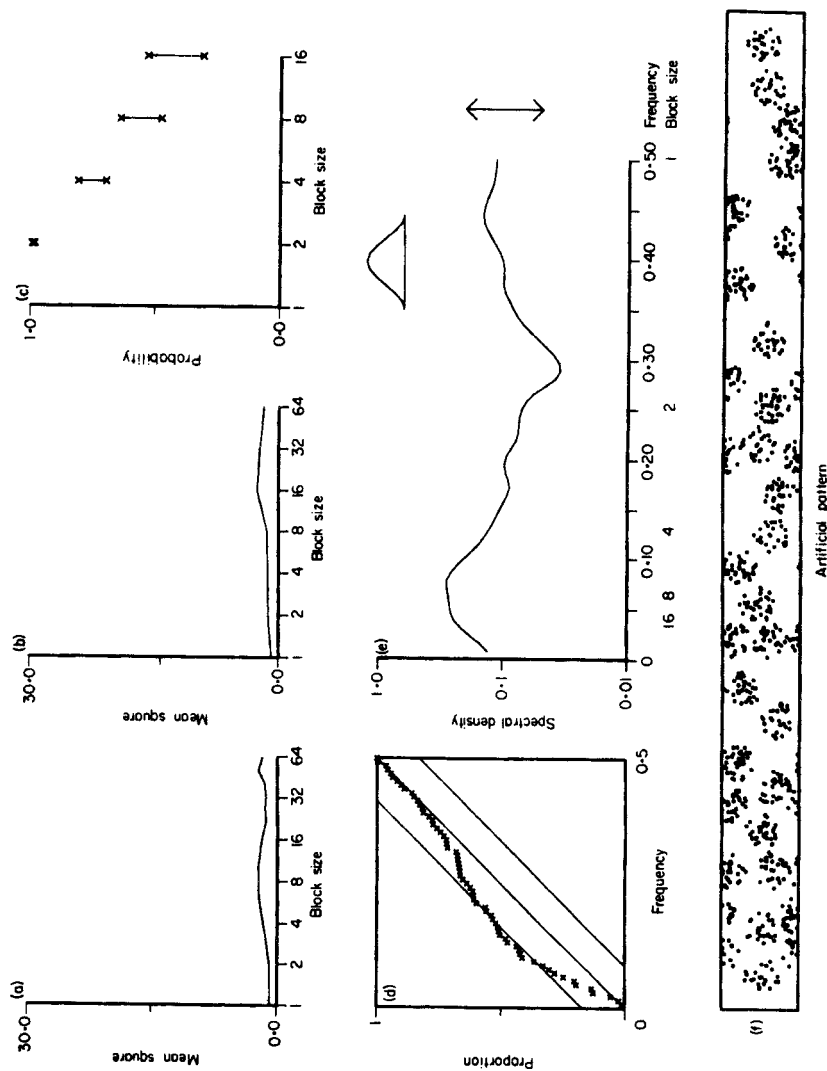 (a)
30·0
Mean square
0·0
1 2 4 8 16 32 64
Block size
(b)
30·0
Mean square
0·0
1 2 4 8 16 32 64
Block size
(c)
1·0
Probability
0·0
1 2 4 8 16
Block size
(d)
1
Proportion
0
0·5
Frequency
(e)
1·0
0·1
0·01
Spectral density
0 0·10 0·20 0·30 0·40 0·50 Frequency
16 8 4 2 1 Block size
(f)
Artificial pattern